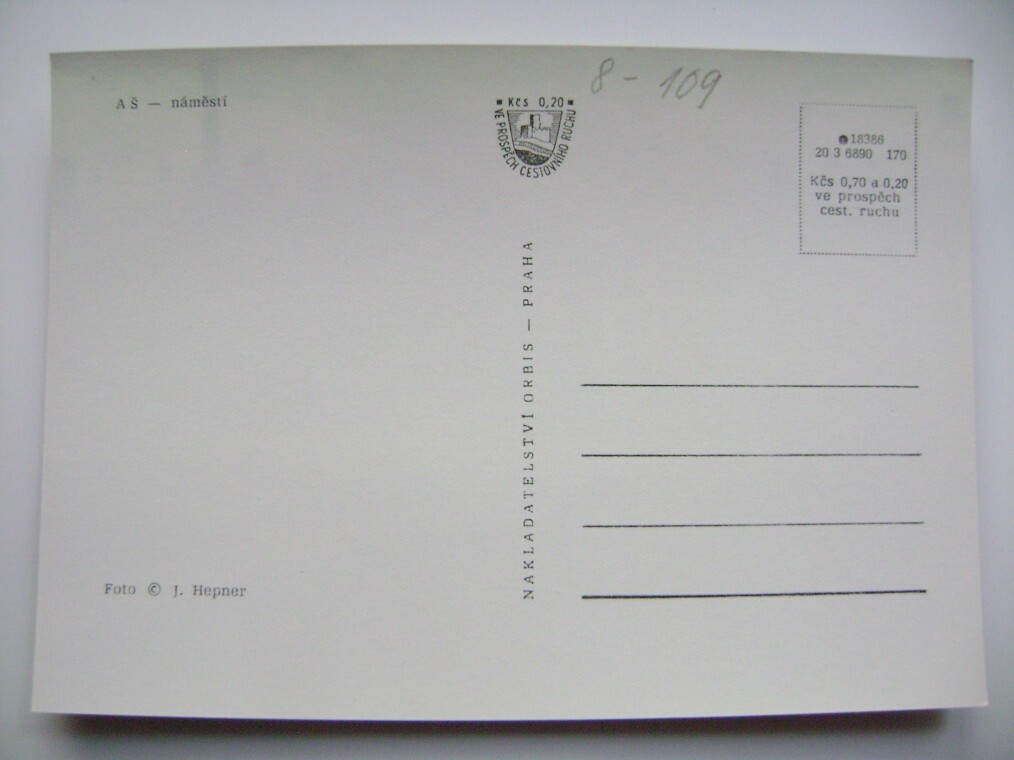 AŠ — náměstí
Kčs 0,20
VE PROSPĚCH CESTOVNÍHO RUCHU
8 - 109
18386
20 3 6890 170
Kčs 0,70 a 0,20
ve prospěch
cest. ruchu
NAKLADATELSTVÍ ORBIS — PRAHA
Foto © J. Hepner